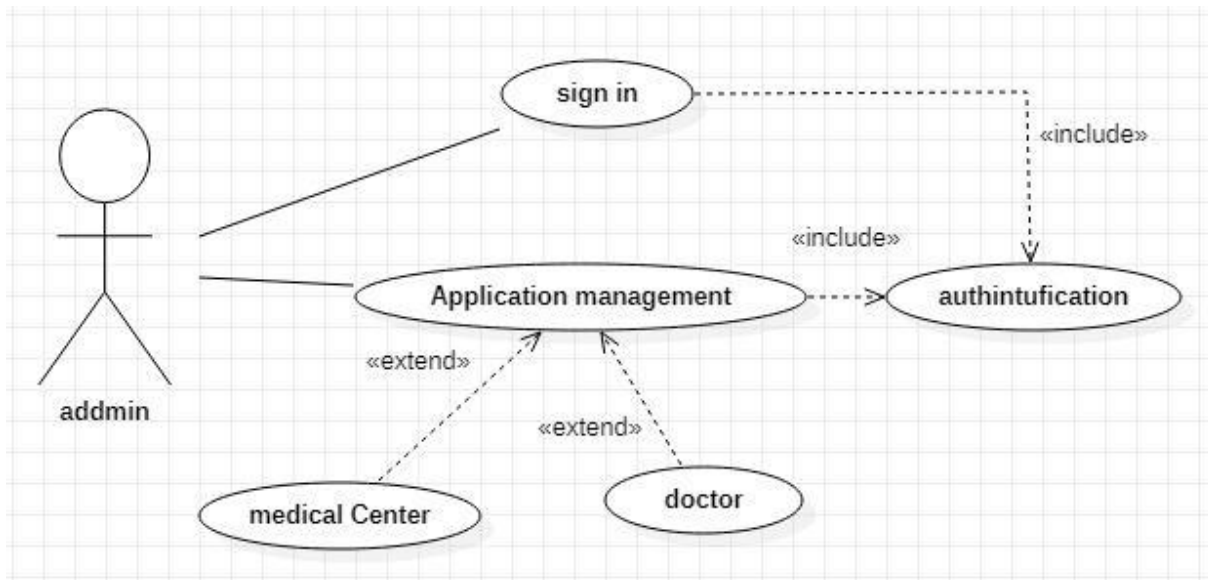 sign in
«include»
«include»
Application management
authintufication
«extend»
addmin
«extend»
medical Center
doctor